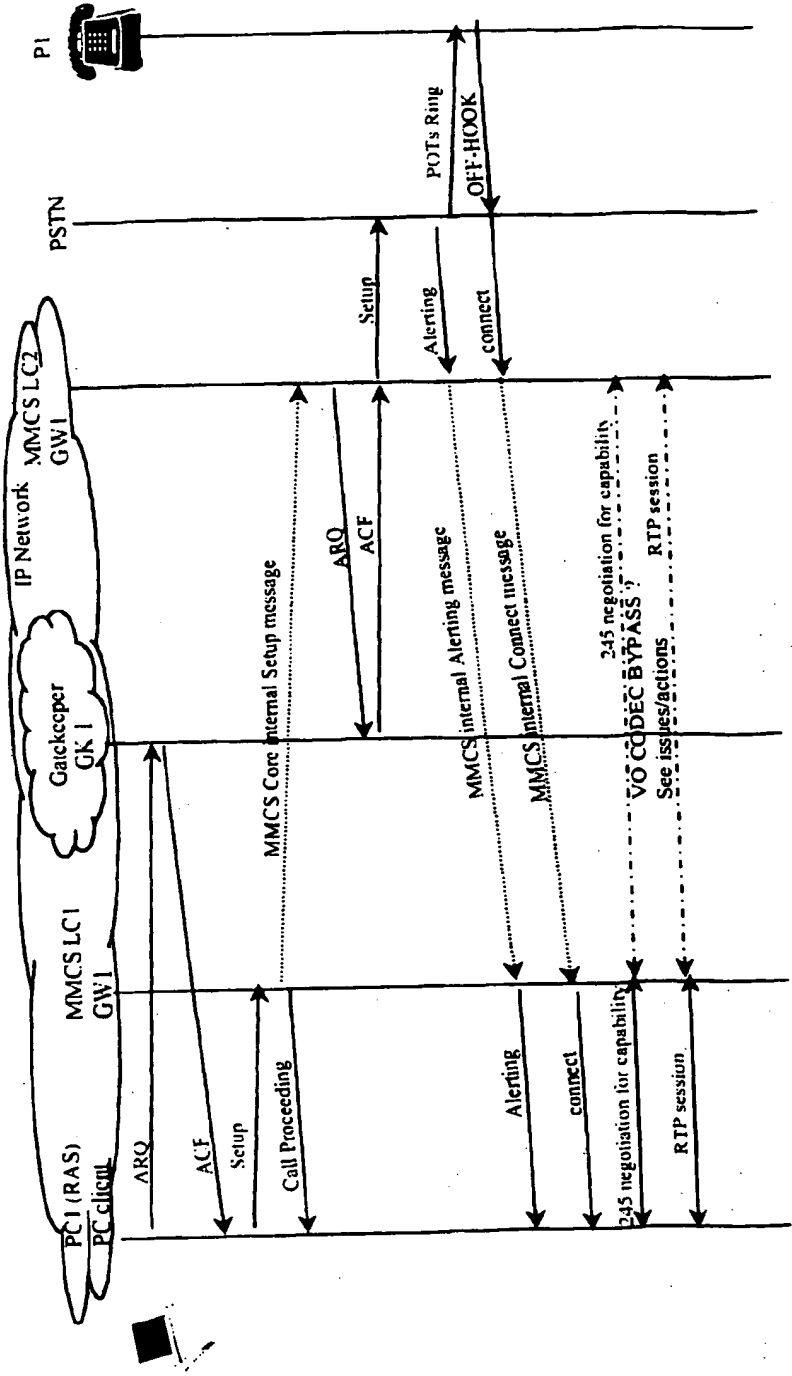 PC1 (RAS)
PC client
MMCS LC1
GW1
Gatekeeper
GK 1
IP Network
MMCS LC2
GW1
PSTN
P1
ARQ
ACF
Setup
Call Proceeding
MMCS Core Internal Setup message
ARQ
ACF
Setup
Alerting
POTs Ring
OFF-HOOK
connect
MMCS internal Alerting message
MMCS internal Connect message
Alerting
connect
245 negotiation for capability
RTP session
245 negotiation for capability
VO CODEC BYPASS ?
See issues/actions
RTP session